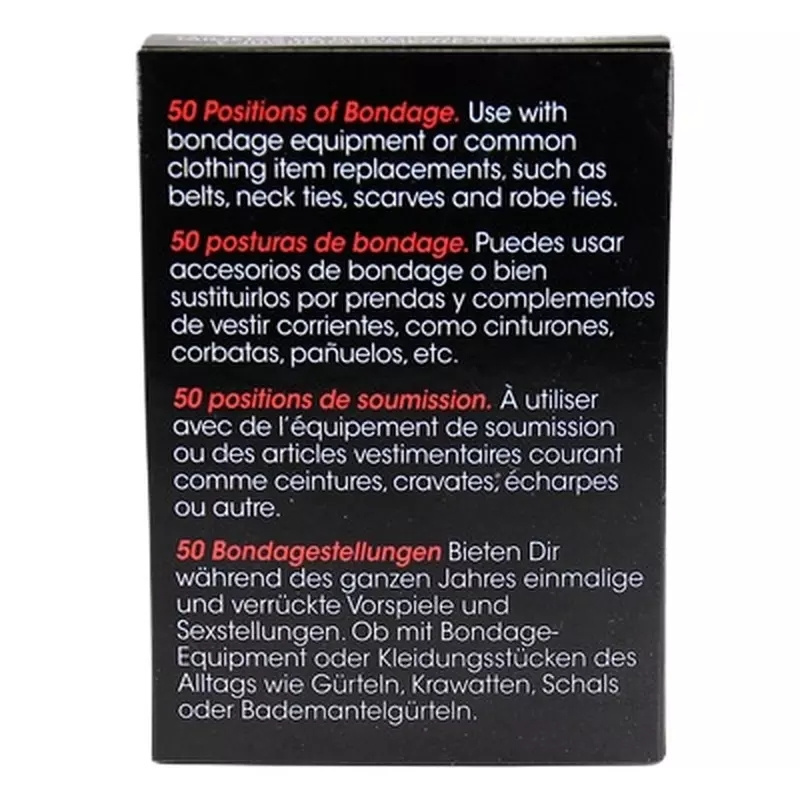 50 Positions of Bondage. Use with
bondage equipment or common
clothing item replacements, such as
belts, neck ties, scarves and robe ties.
50 posturas de bondage. Puedes usar
accesorios de bondage o bien
sustituirlos por prendas y complementos
de vestir corrientes, como cinturones,
corbatas, pañuelos, etc.
50 positions de soumission. À utiliser
avec de l'équipement de soumission
ou des articles vestimentaires courant
comme ceintures, cravates, écharpes
ou autre.
50 Bondagestellungen Bieten Dir
während des ganzen Jahres einmalige
und verrückte Vorspiele und
Sexstellungen. Ob mit Bondage-
Equipment oder Kleidungsstücken des
Alltags wie Gürteln, Krawatten, Schals
oder Bademantelgürteln.